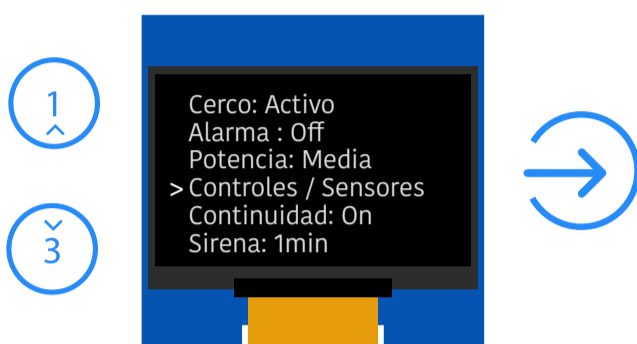 1
3
Cerco: Activo
Alarma : Off
Potencia: Media
>Controles / Sensores
Continuidad: On
Sirena: 1min